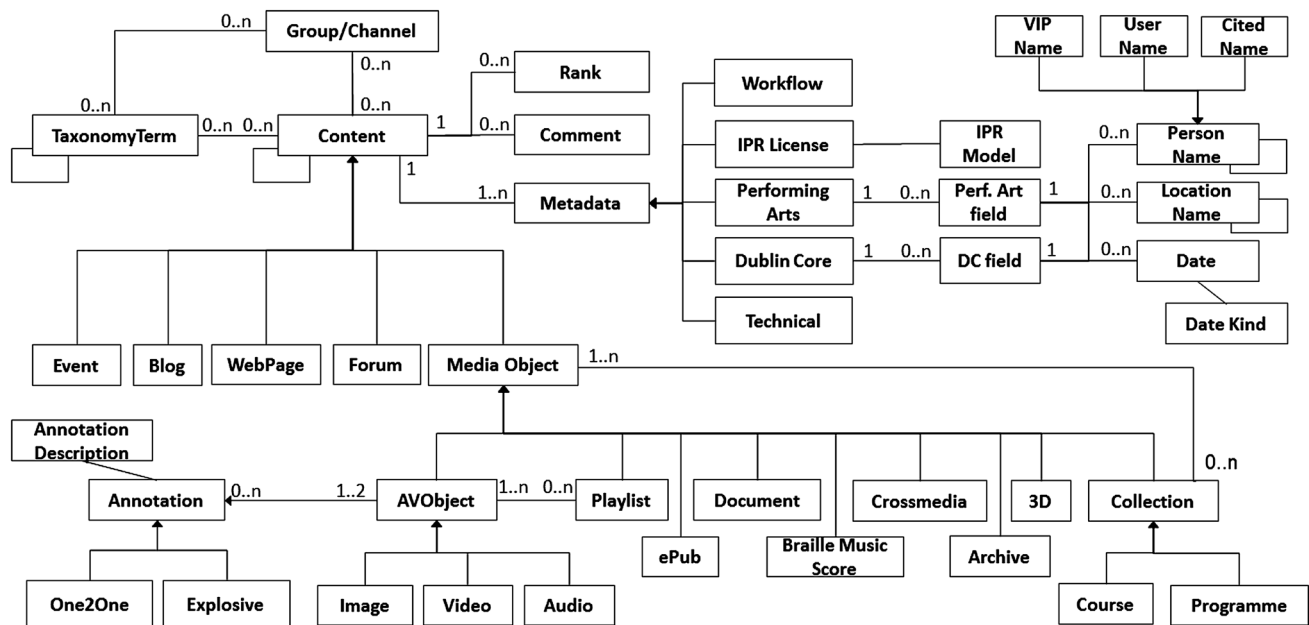 VIP
Name
User
Name
Cited
Name
0..n
Group/Channel
0..n
0..n
Rank
Workflow
0..n
0..n
0..n
TaxonomyTerm
0..n
0..n
Content
1
0..n
Comment
IPR License
IPR
Model
0..n
Person
Name
1
1..n
Metadata
Performing
Arts
1
0..n
Perf. Art
field
1
0..n
Location
Name
Dublin Core
1
0..n
DC field
1
0..n
Date
Technical
Date Kind
Event
Blog
WebPage
Forum
Media Object
1..n
Annotation
Description
0..n
Annotation
0..n
1..2
AVObject
1..n
0..n
Playlist
Document
Crossmedia
3D
Collection
ePub
Braille Music
Score
Archive
One2One
Explosive
Image
Video
Audio
Course
Programme